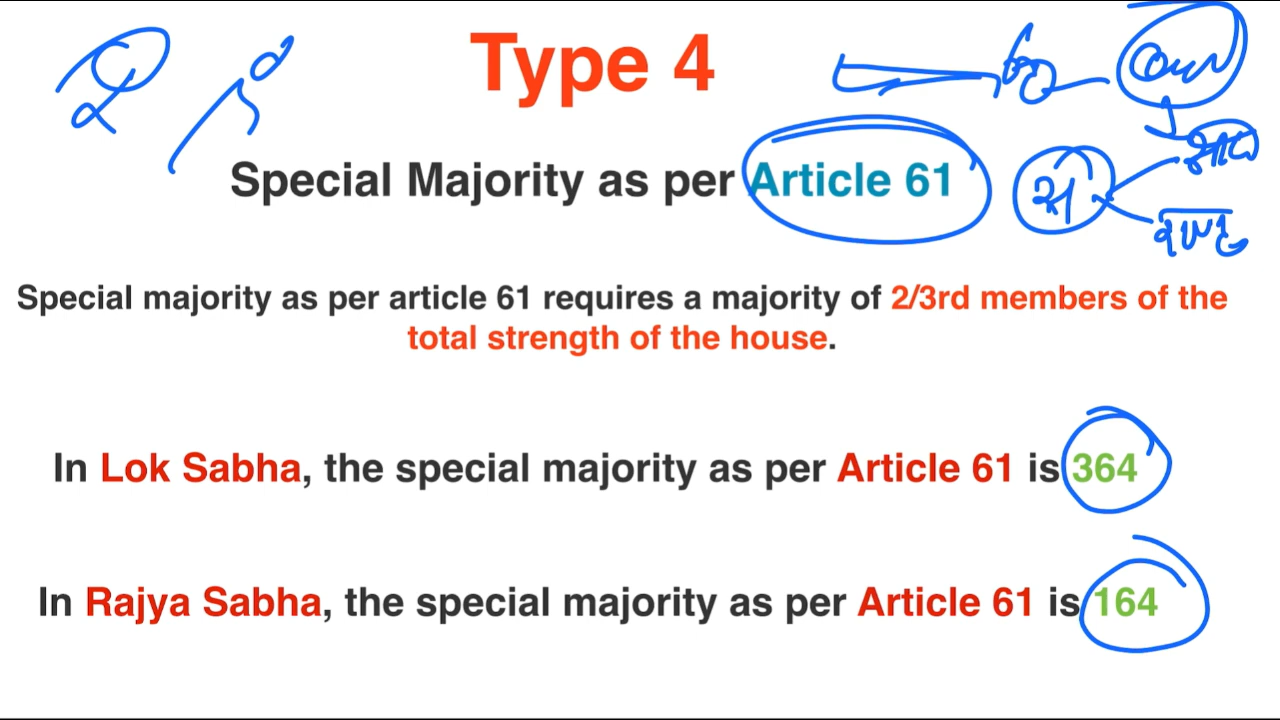 Type 4
Special Majority as per Article 61
Special majority as per article 61 requires a majority of 2/3rd members of the
total strength of the house.
In Lok Sabha, the special majority as per Article 61 is 364
In Rajya Sabha, the special majority as per Article 61 is 164